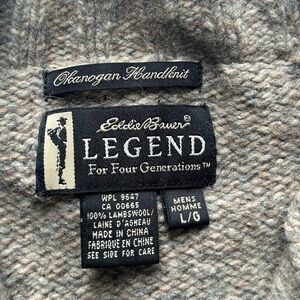 Okanogan Handknit
Eddie Bauer®
LEGEND
For Four Generations™
WPL 9647
CA 00665
100% LAMBSWOOL/
LAINE D'AGNEAU
MADE IN CHINA
FABRIQUÉ EN CHINE
SEE SIDE FOR CARE
MENS
HOMME
L/G